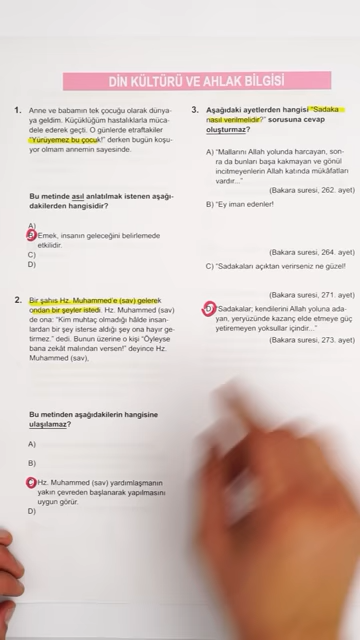 DİN KÜLTÜRÜ VE AHLAK BİLGİSİ
1. Anne ve babamın tek çocuğu olarak dünya-
ya geldim. Küçüklüğüm hastalıklarla müca-
dele ederek geçti. O günlerde etraftakiler
"Yürüyemez bu çocuk!" derken bugün koşu-
yor olmam annemin sayesinde.
Bu metinde asıl anlatılmak istenen aşağı-
dakilerden hangisidir?
A)
B) Emek, insanın geleceğini belirlemede
etkilidir.
C)
D)
2. Bir şahıs Hz. Muhammed'e (sav) gelerek
ondan bir şeyler istedi. Hz. Muhammed (sav)
de ona: "Kim muhtaç olmadığı hâlde insan-
lardan bir şey isterse aldığı şey ona hayır ge-
tirmez." dedi. Bunun üzerine o kişi "Öyleyse
bana zekât malından versen!" deyince Hz.
Muhammed (sav),
Bu metinden aşağıdakilerden hangisine
ulaşılamaz?
A)
B)
C) Hz. Muhammed (sav) yardımlaşmanın
yakın çevreden başlanarak yapılmasını
uygun görür.
D)
3. Aşağıdaki ayetlerden hangisi "Sadaka
nasıl verilmelidir?" sorusuna cevap
oluşturmaz?
A) "Mallarını Allah yolunda harcayan, son-
ra da bunları başa kakmayan ve gönül
incitmeyenlerin Allah katında mükâfatları
vardır..."
(Bakara suresi, 262. ayet)
B) "Ey iman edenler!
(Bakara suresi, 264. ayet)
C) "Sadakaları açıktan verirseniz ne güzel!
(Bakara suresi, 271. ayet)
D) "Sadakalar; kendilerini Allah yoluna ada-
yan, yeryüzünde kazanç elde etmeye güç
yetiremeyen yoksullar içindir..."
(Bakara suresi, 273. ayet)